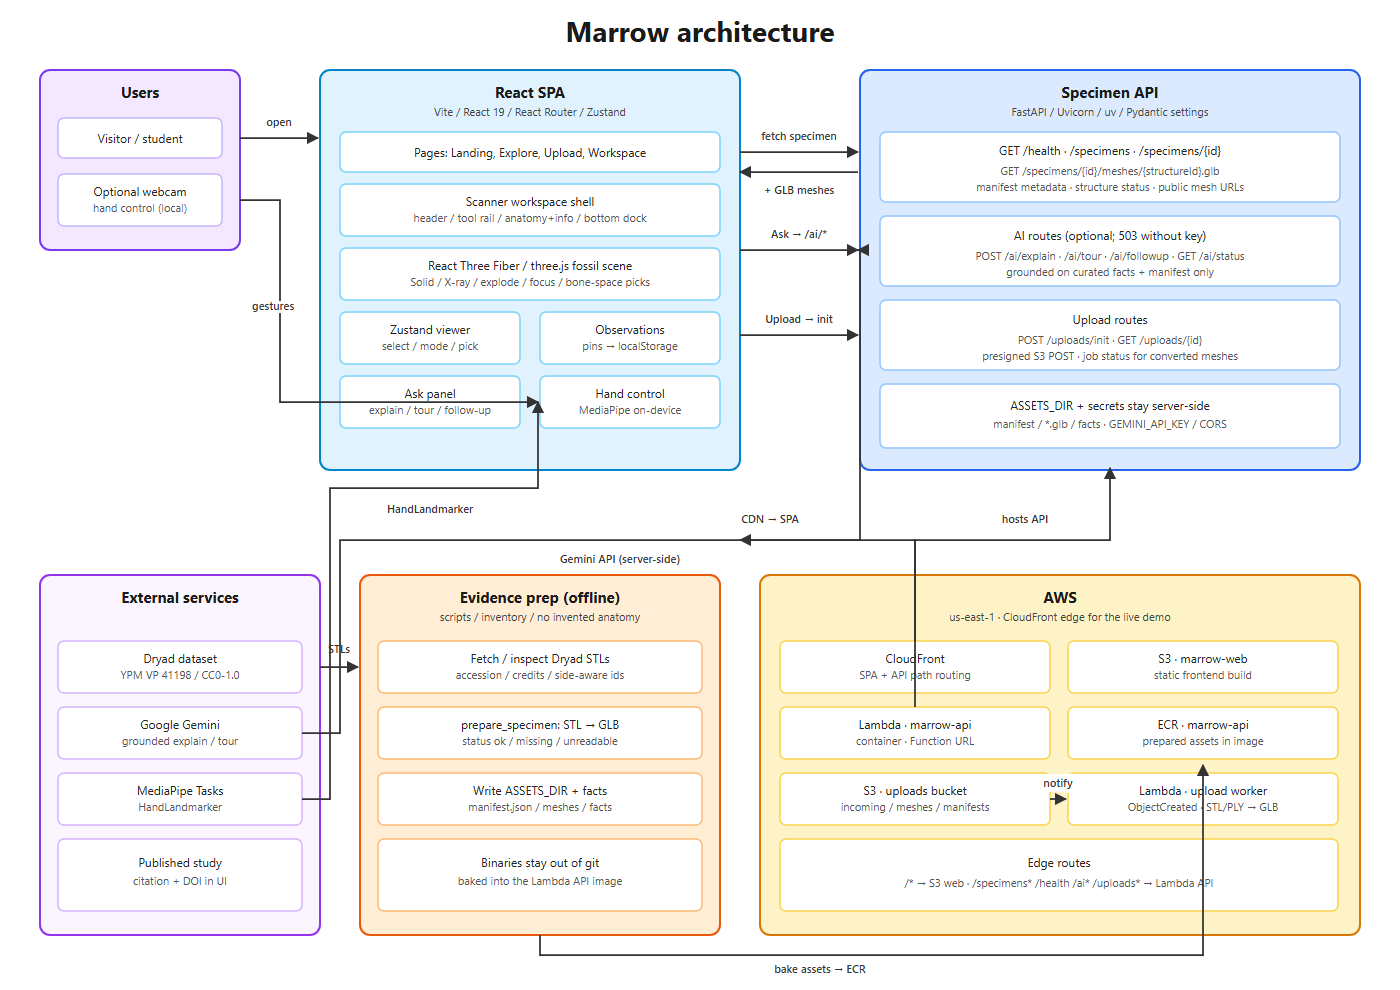 Marrow architecture
Users
Visitor / student
Optional webcam
hand control (local)
open
gestures
React SPA
Vite / React 19 / React Router / Zustand
Pages: Landing, Explore, Upload, Workspace
Scanner workspace shell
header / tool rail / anatomy+info / bottom dock
React Three Fiber / three.js fossil scene
Solid / X-ray / explode / focus / bone-space picks
Zustand viewer
select / mode / pick
Observations
pins → localStorage
Ask panel
explain / tour / follow-up
Hand control
MediaPipe on-device
fetch specimen
+ GLB meshes
Ask → /ai/*
Upload → init
Specimen API
FastAPI / Uvicorn / uv / Pydantic settings
GET /health · /specimens · /specimens/{id}
GET /specimens/{id}/meshes/{structureId}.glb
manifest metadata · structure status · public mesh URLs
AI routes (optional; 503 without key)
POST /ai/explain · /ai/tour · /ai/followup · GET /ai/status
grounded on curated facts + manifest only
Upload routes
POST /uploads/init · GET /uploads/{id}
presigned S3 POST · job status for converted meshes
ASSETS_DIR + secrets stay server-side
manifest / *.glb / facts · GEMINI_API_KEY / CORS
HandLandmarker
CDN → SPA
hosts API
Gemini API (server-side)
External services
Dryad dataset
YPM VP 41198 / CC0-1.0
Google Gemini
grounded explain / tour
MediaPipe Tasks
HandLandmarker
Published study
citation + DOI in UI
STLs
Evidence prep (offline)
scripts / inventory / no invented anatomy
Fetch / inspect Dryad STLs
accession / credits / side-aware ids
prepare_specimen: STL → GLB
status ok / missing / unreadable
Write ASSETS_DIR + facts
manifest.json / meshes / facts
Binaries stay out of git
baked into the Lambda API image
AWS
us-east-1 · CloudFront edge for the live demo
CloudFront
SPA + API path routing
S3 · marrow-web
static frontend build
Lambda · marrow-api
container · Function URL
ECR · marrow-api
prepared assets in image
S3 · uploads bucket
incoming / meshes / manifests
notify
Lambda · upload worker
ObjectCreated · STL/PLY → GLB
Edge routes
/* → S3 web · /specimens* /health /ai* /uploads* → Lambda API
bake assets → ECR